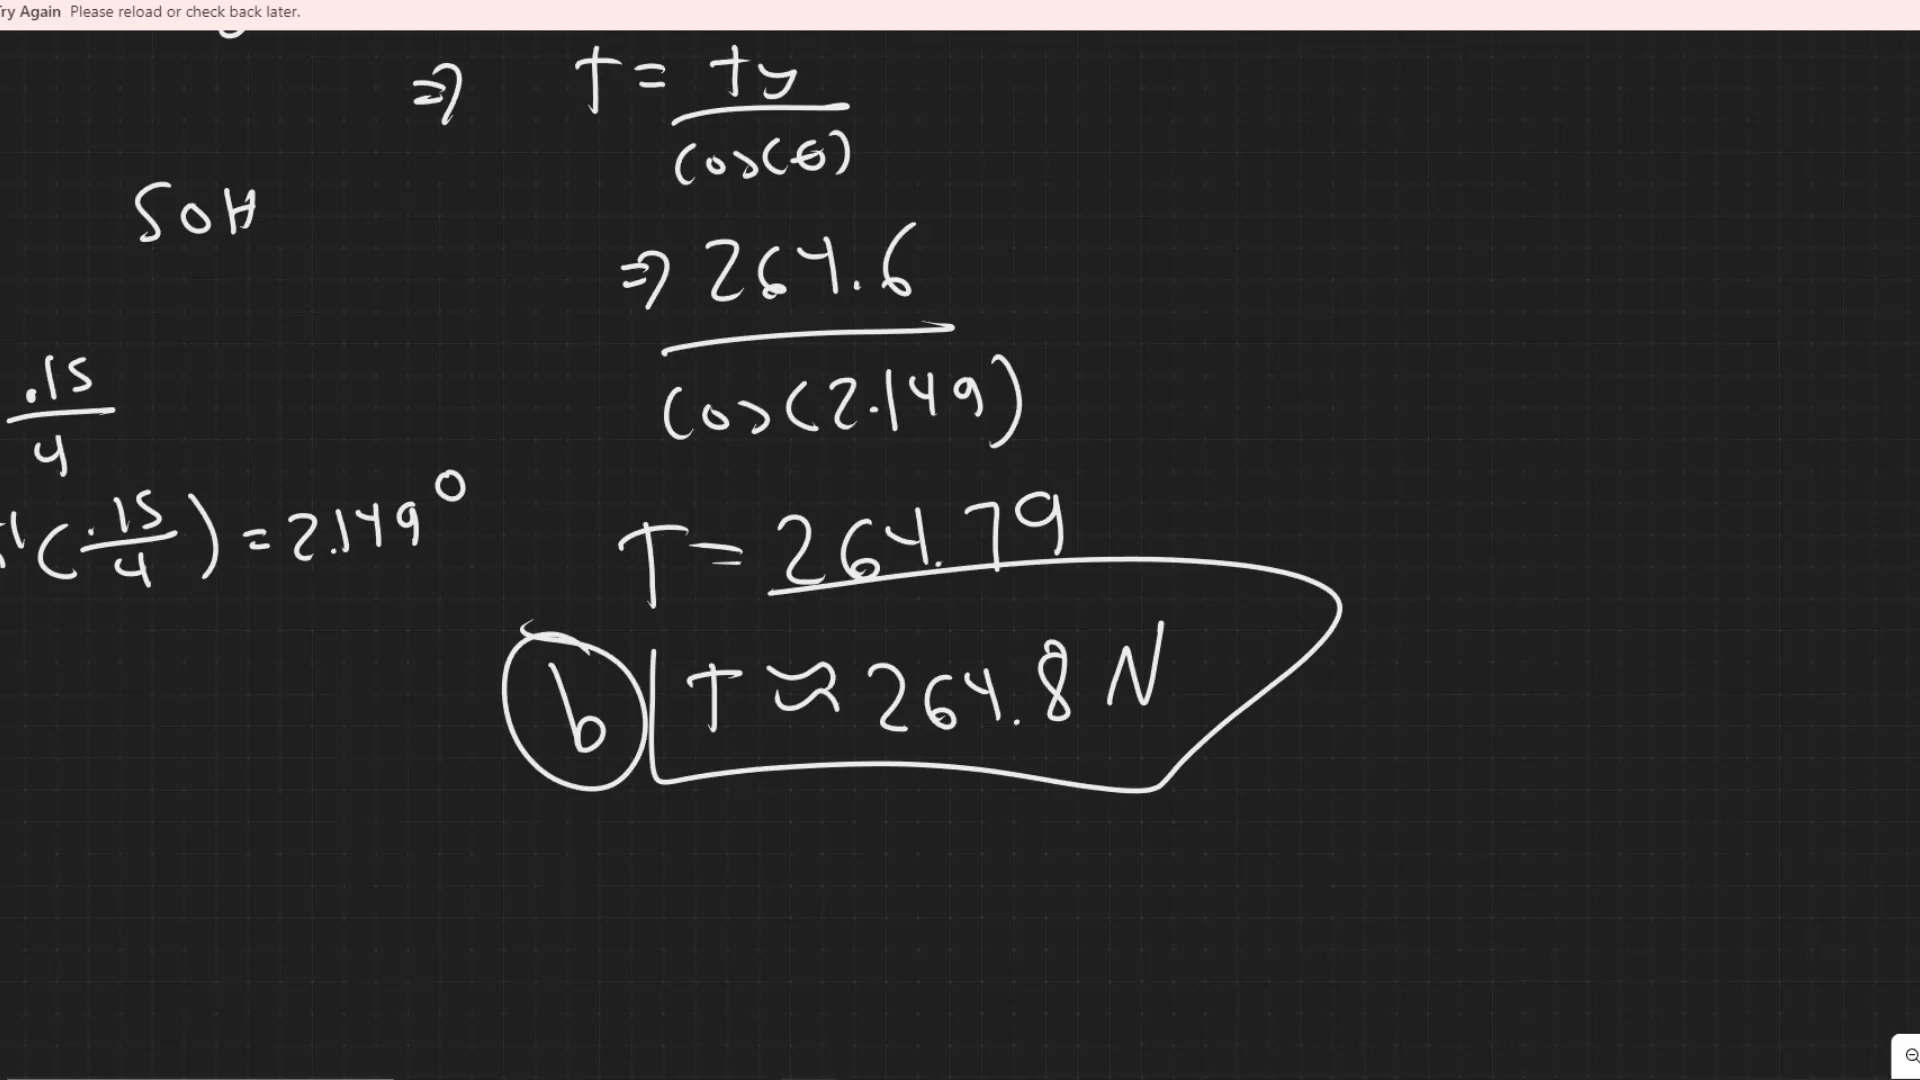 ry Again Please reload or check back later.
⇒ T = Ty
cos(θ)
SOH
⇒ 264.6
cos(2.149)
.15
4
(.15/4) = 2.149°
T = 264.79
b T ≈ 264.8 N